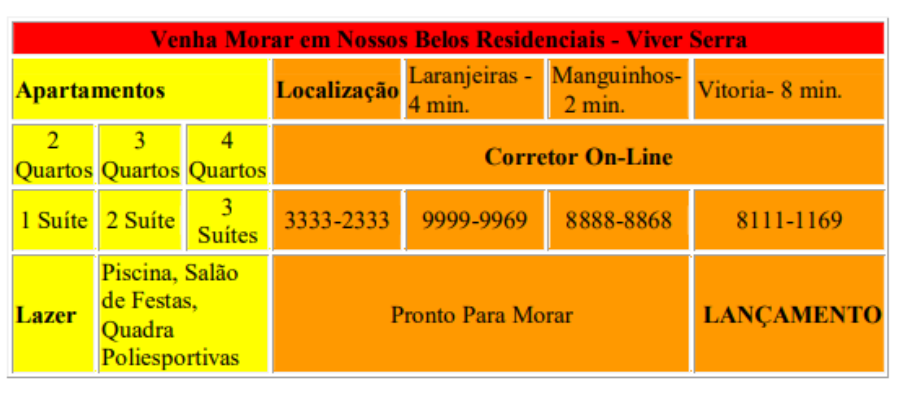 Venha Morar em Nossos Belos Residenciais - Viver Serra
Apartamentos
Localização
Laranjeiras -
4 min.
Manguinhos-
2 min.
Vitoria- 8 min.
2
Quartos
3
Quartos
4
Quartos
Corretor On-Line
1 Suíte
2 Suíte
3
Suítes
3333-2333
9999-9969
8888-8868
8111-1169
Lazer
Piscina, Salão
de Festas,
Quadra
Poliesportivas
Pronto Para Morar
LANÇAMENTO